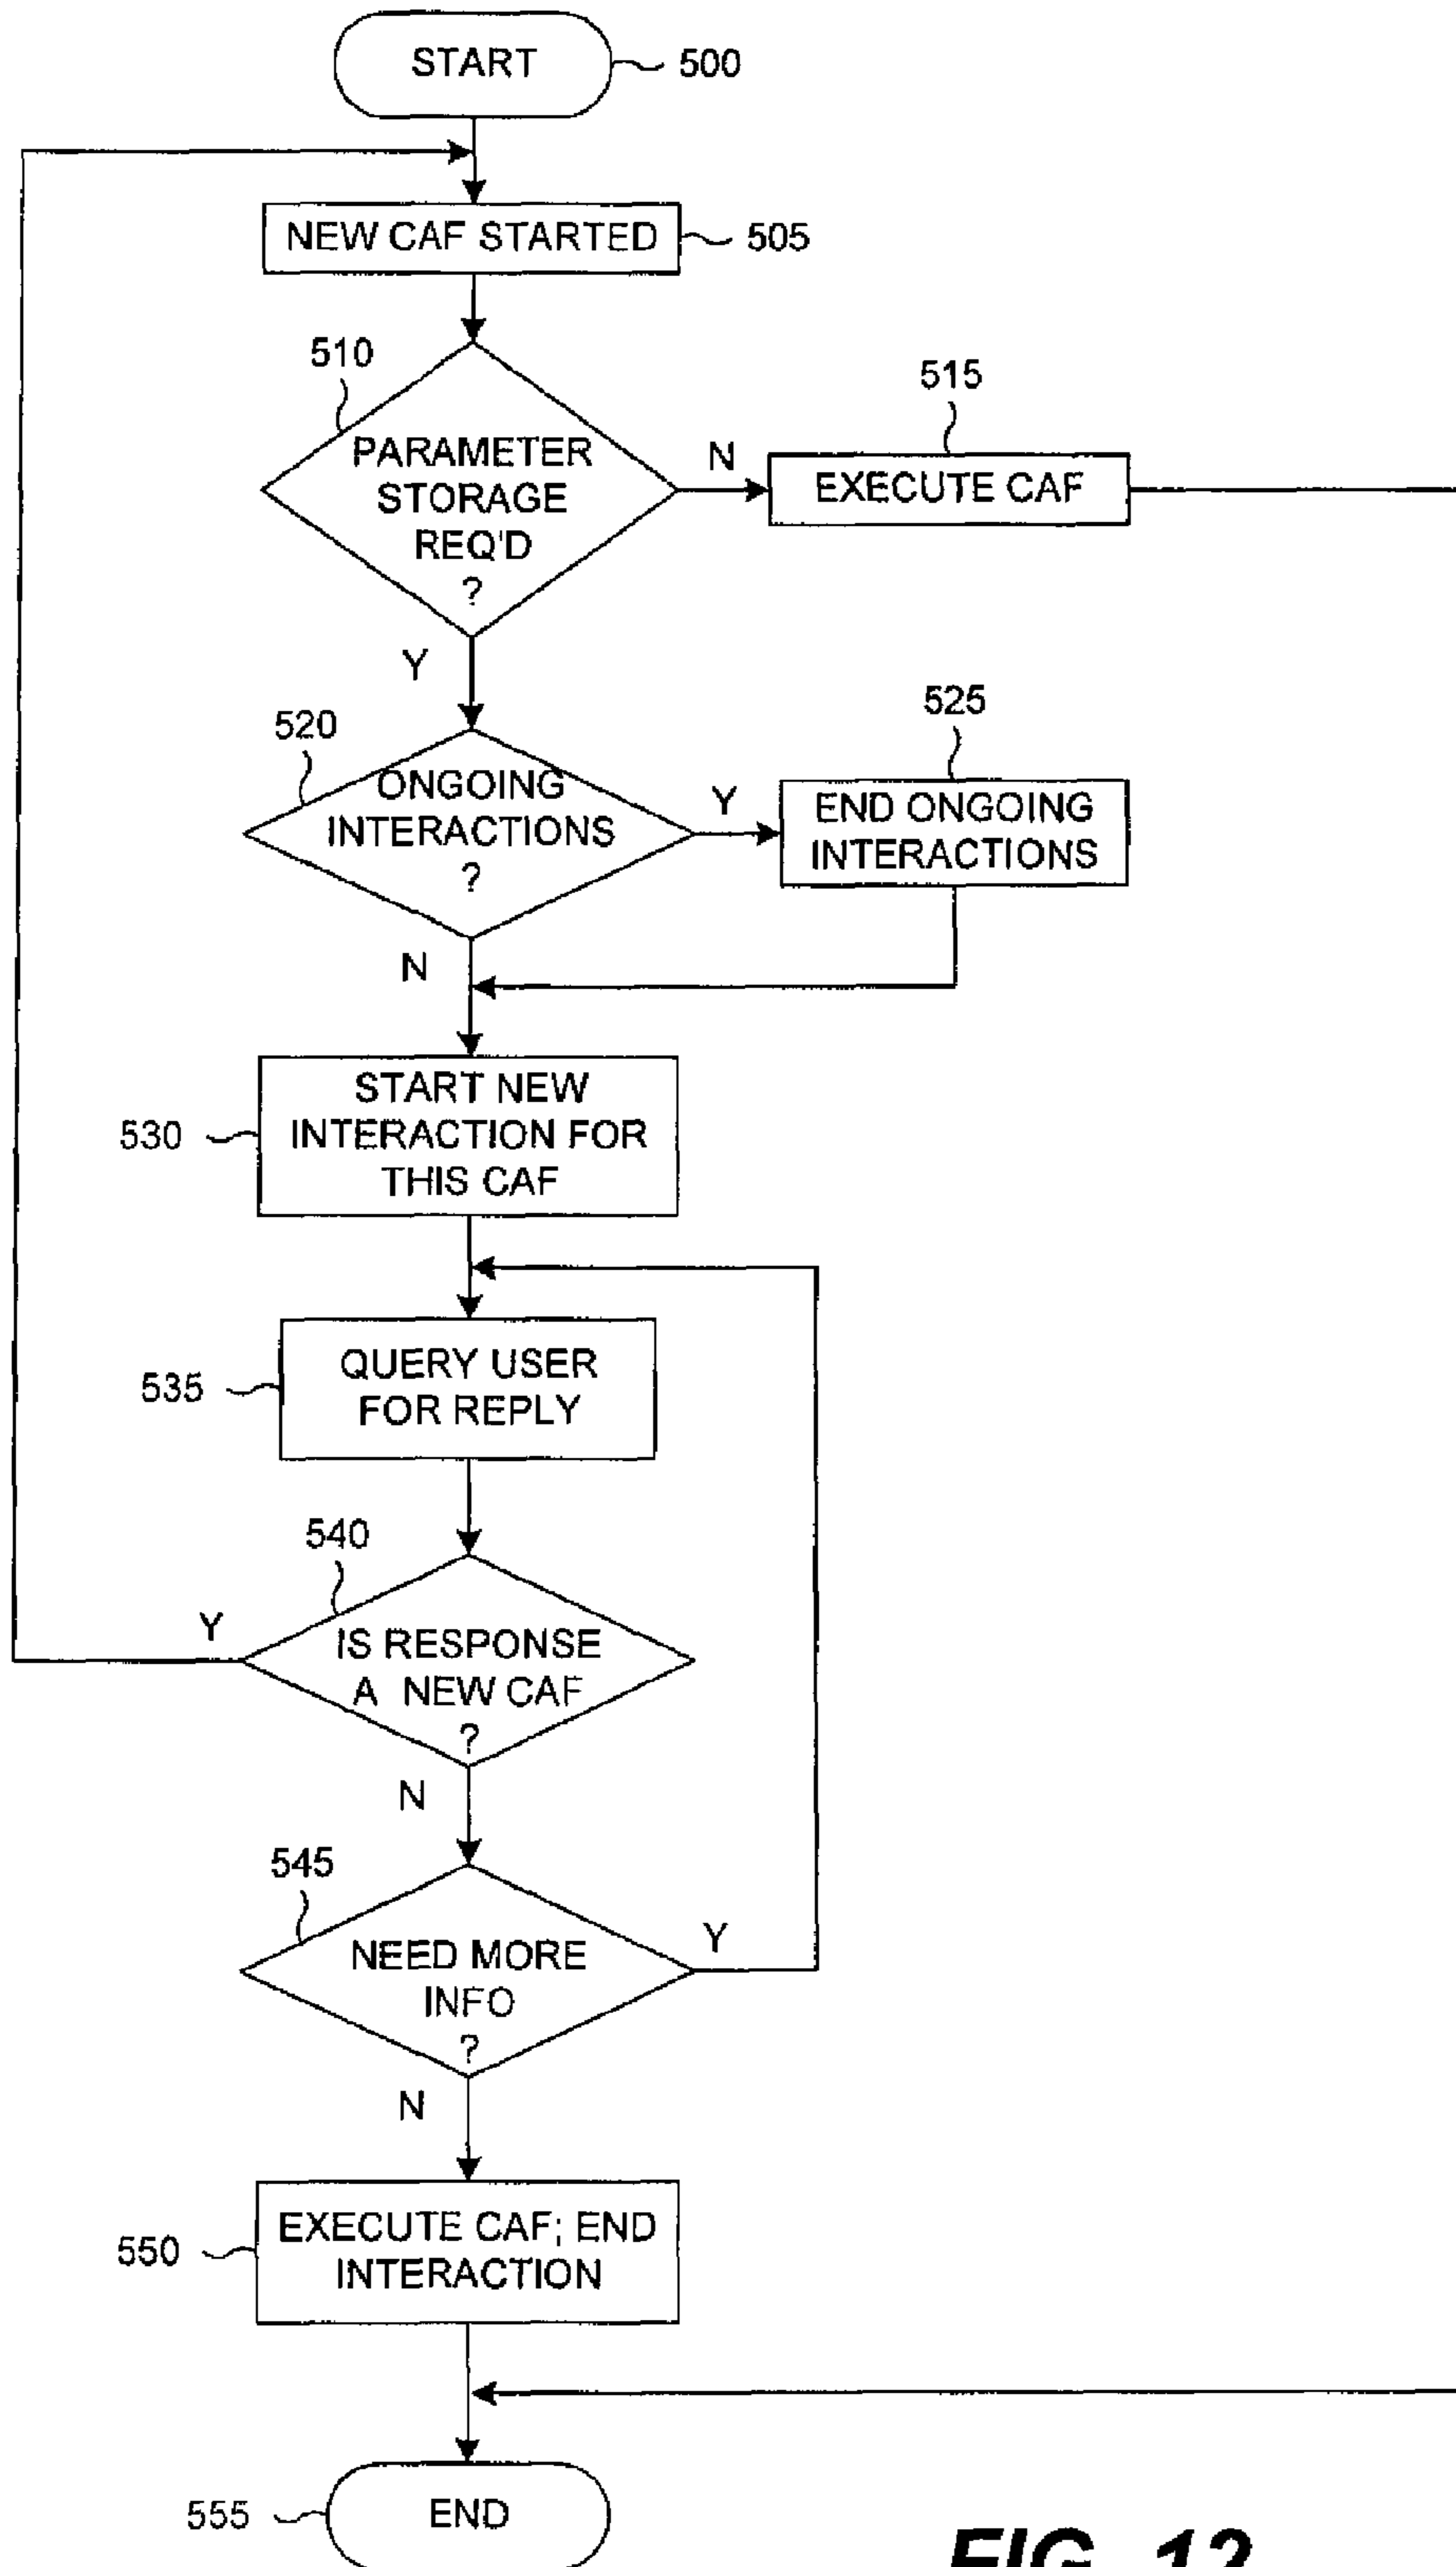 START
500
NEW CAF STARTED
505
510
PARAMETER
STORAGE
REQ'D
?
N
515
EXECUTE CAF
Y
520
ONGOING
INTERACTIONS
?
Y
525
END ONGOING
INTERACTIONS
N
530
START NEW
INTERACTION FOR
THIS CAF
535
QUERY USER
FOR REPLY
540
Y
IS RESPONSE
A NEW CAF
?
N
545
NEED MORE
INFO
?
Y
N
550
EXECUTE CAF; END
INTERACTION
555
END
FIG. 12